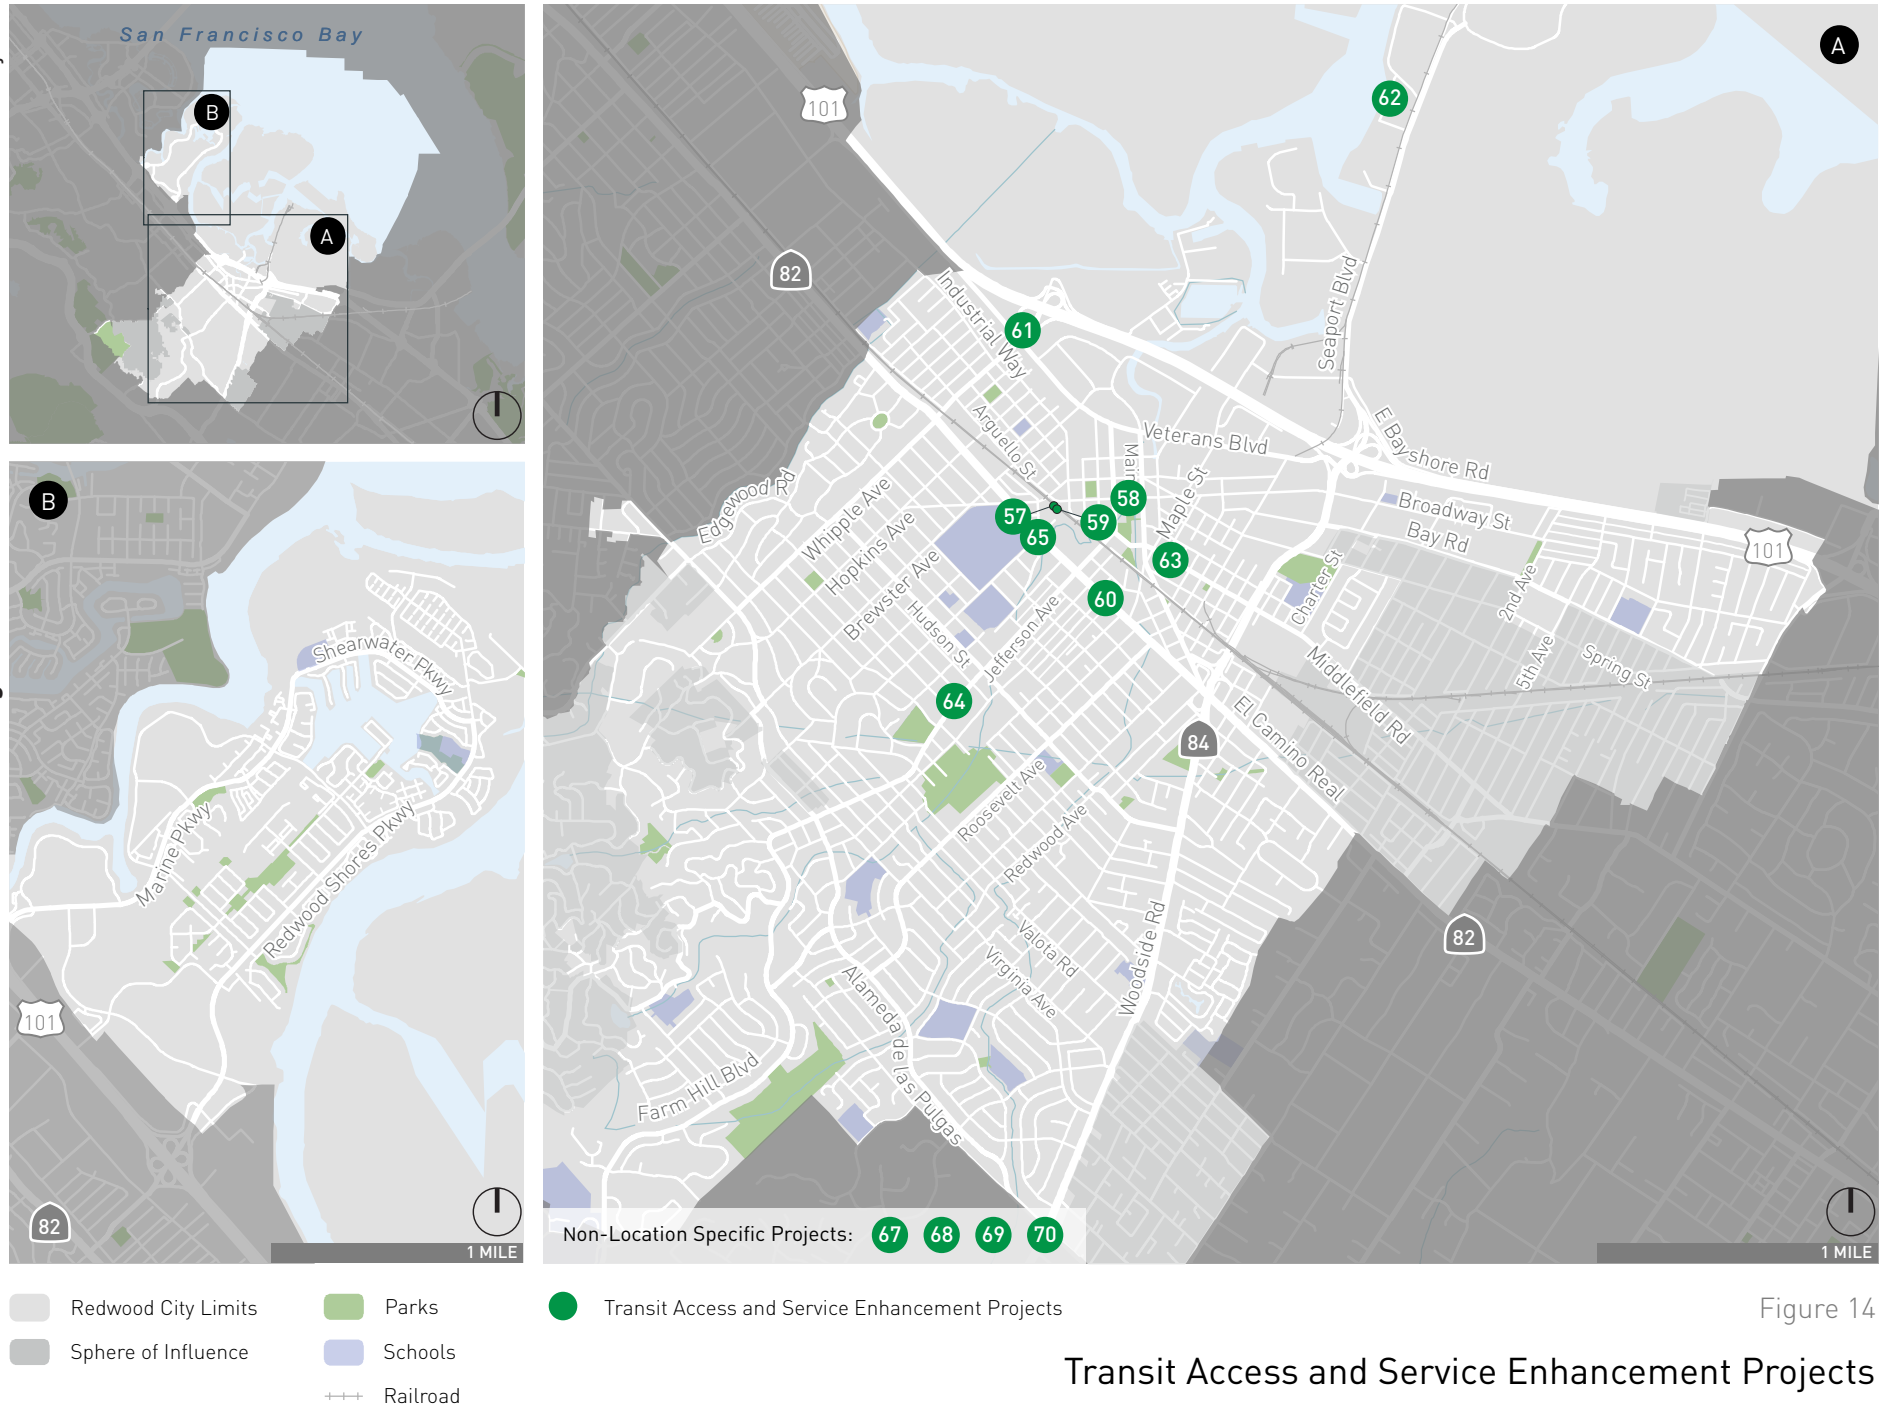 San Francisco Bay
B
A
B
Shearwater Pkwy
Marine Pkwy
Redwood Shores Pkwy
101
82
1 MILE
A
62
101
82
Industrial Way
61
Seaport Blvd
Arguello St
Veterans Blvd
E Bayshore Rd
Main
Maple St
Edgewood Rd
Whipple Ave
Hopkins Ave
Brewster Ave
57
58
59
65
63
60
Broadway St
Bay Rd
101
Charter St
2nd Ave
5th Ave
Spring St
Hudson St
Jefferson Ave
Middlefield Rd
64
84
El Camino Real
Roosevelt Ave
Redwood Ave
82
Valota Rd
Virginia Ave
Woodside Rd
Alameda de las Pulgas
Farm Hill Blvd
Non-Location Specific Projects: 67 68 69 70
1 MILE
Redwood City Limits
Sphere of Influence
Parks
Schools
Railroad
Transit Access and Service Enhancement Projects
Figure 14
Transit Access and Service Enhancement Projects